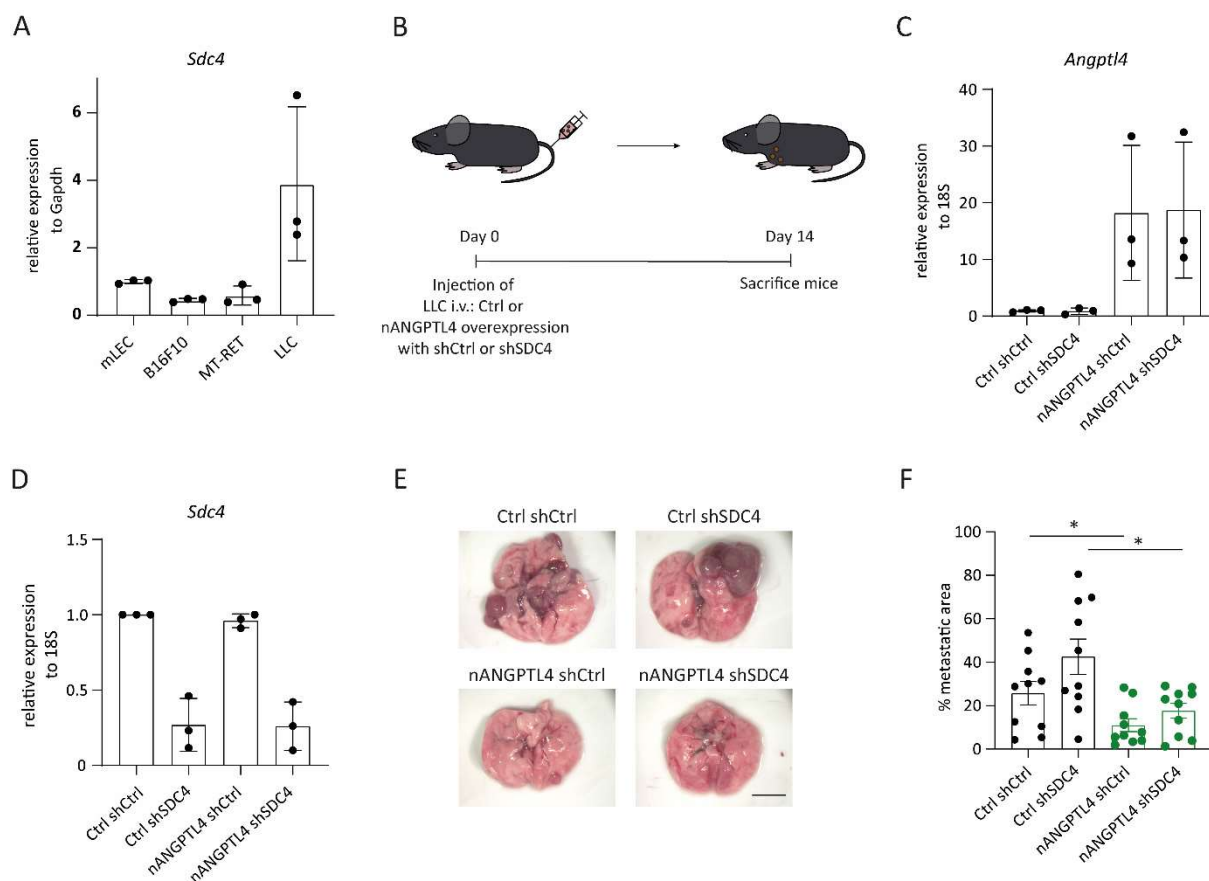 A
Sdc4
relative expression
to Gapdh
6
4
2
0
mLEC
B16F10
MT-RET
LLC
B
Day 0
Day 14
Injection of
LLC i.v.: Ctrl or
nANGPTL4 overexpression
with shCtrl or shSDC4
Sacrifice mice
C
Angptl4
relative expression
to 18S
40
30
20
10
0
Ctrl shCtrl
Ctrl shSDC4
nANGPTL4 shCtrl
nANGPTL4 shSDC4
D
Sdc4
relative expression
to 18S
1.5
1.0
0.5
0
Ctrl shCtrl
Ctrl shSDC4
nANGPTL4 shCtrl
nANGPTL4 shSDC4
E
Ctrl shCtrl
Ctrl shSDC4
nANGPTL4 shCtrl
nANGPTL4 shSDC4
F
% metastatic area
100
80
60
40
20
0
*
*
Ctrl shCtrl
Ctrl shSDC4
nANGPTL4 shCtrl
nANGPTL4 shSDC4